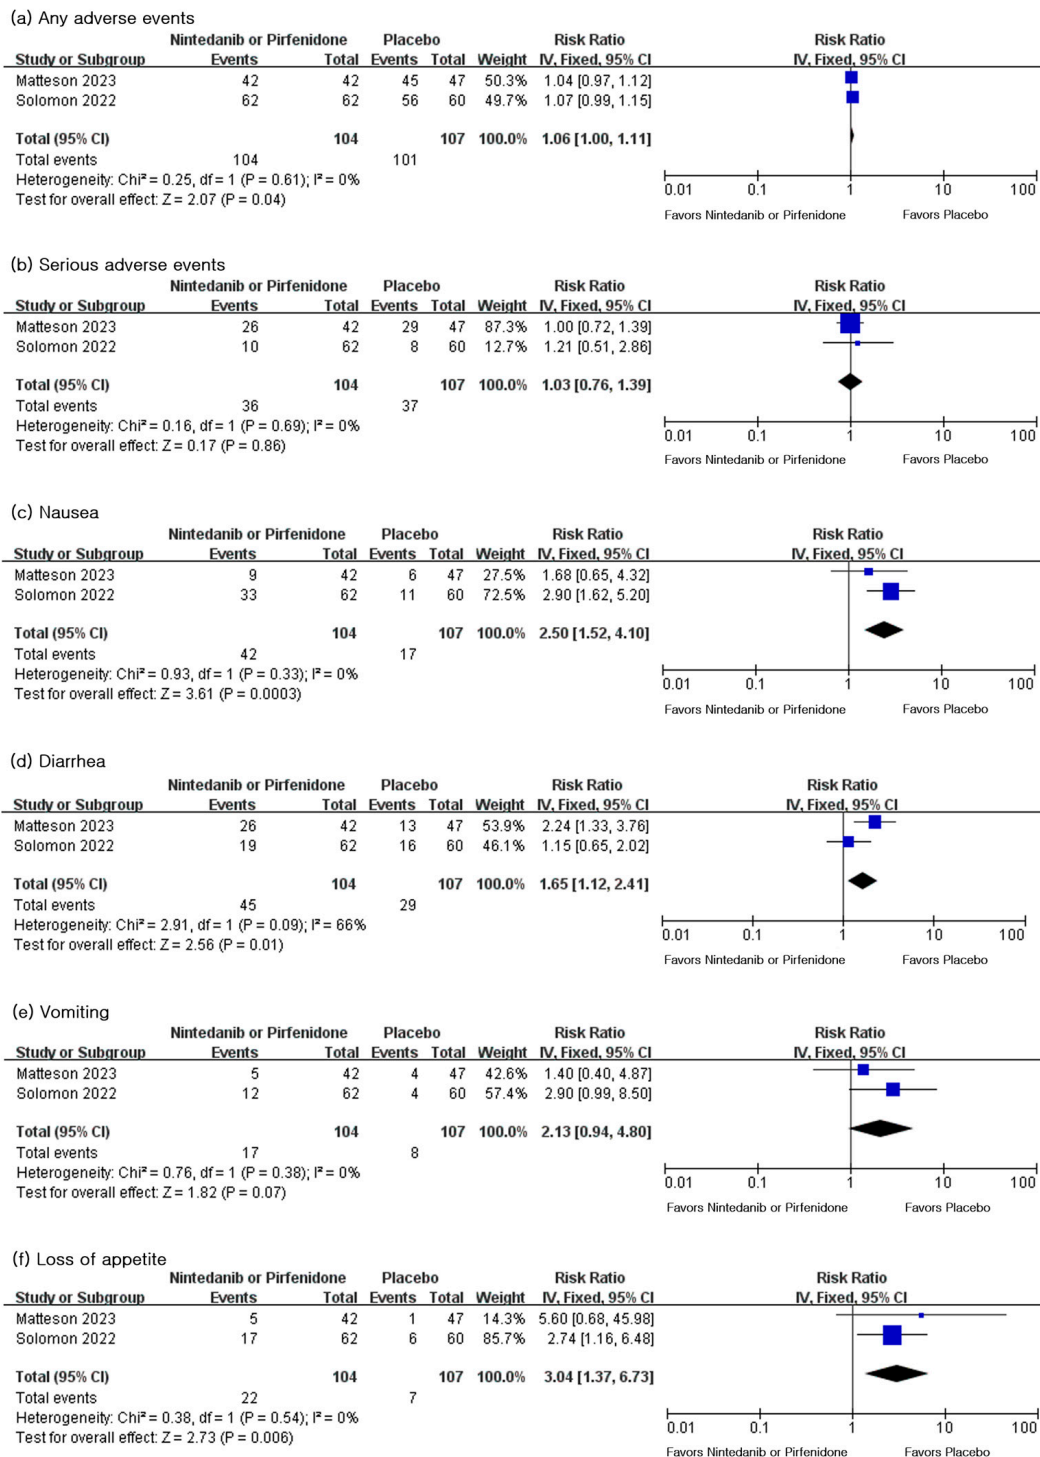 (a) Any adverse events
Nintedanib or Pirfenidone Placebo Risk Ratio Risk Ratio
Study or Subgroup Events Total Events Total Weight IV, Fixed, 95% CI IV, Fixed, 95% CI
Matteson 2023 42 42 45 47 50.3% 1.04 [0.97, 1.12]
Solomon 2022 62 62 56 60 49.7% 1.07 [0.99, 1.15]
Total (95% CI) 104 107 100.0% 1.06 [1.00, 1.11]
Total events 104 101
Heterogeneity: Chi² = 0.25, df = 1 (P = 0.61); I² = 0%
Test for overall effect: Z = 2.07 (P = 0.04)
0.01 0.1 1 10 100
Favors Nintedanib or Pirfenidone Favors Placebo
(b) Serious adverse events
Nintedanib or Pirfenidone Placebo Risk Ratio Risk Ratio
Study or Subgroup Events Total Events Total Weight IV, Fixed, 95% CI IV, Fixed, 95% CI
Matteson 2023 26 42 29 47 87.3% 1.00 [0.72, 1.39]
Solomon 2022 10 62 8 60 12.7% 1.21 [0.51, 2.86]
Total (95% CI) 104 107 100.0% 1.03 [0.76, 1.39]
Total events 36 37
Heterogeneity: Chi² = 0.16, df = 1 (P = 0.69); I² = 0%
Test for overall effect: Z = 0.17 (P = 0.86)
0.01 0.1 1 10 100
Favors Nintedanib or Pirfenidone Favors Placebo
(c) Nausea
Nintedanib or Pirfenidone Placebo Risk Ratio Risk Ratio
Study or Subgroup Events Total Events Total Weight IV, Fixed, 95% CI IV, Fixed, 95% CI
Matteson 2023 9 42 6 47 27.5% 1.68 [0.65, 4.32]
Solomon 2022 33 62 11 60 72.5% 2.90 [1.62, 5.20]
Total (95% CI) 104 107 100.0% 2.50 [1.52, 4.10]
Total events 42 17
Heterogeneity: Chi² = 0.93, df = 1 (P = 0.33); I² = 0%
Test for overall effect: Z = 3.61 (P = 0.0003)
0.01 0.1 1 10 100
Favors Nintedanib or Pirfenidone Favors Placebo
(d) Diarrhea
Nintedanib or Pirfenidone Placebo Risk Ratio Risk Ratio
Study or Subgroup Events Total Events Total Weight IV, Fixed, 95% CI IV, Fixed, 95% CI
Matteson 2023 26 42 13 47 53.9% 2.24 [1.33, 3.76]
Solomon 2022 19 62 16 60 46.1% 1.15 [0.65, 2.02]
Total (95% CI) 104 107 100.0% 1.65 [1.12, 2.41]
Total events 45 29
Heterogeneity: Chi² = 2.91, df = 1 (P = 0.09); I² = 66%
Test for overall effect: Z = 2.56 (P = 0.01)
0.01 0.1 1 10 100
Favors Nintedanib or Pirfenidone Favors Placebo
(e) Vomiting
Nintedanib or Pirfenidone Placebo Risk Ratio Risk Ratio
Study or Subgroup Events Total Events Total Weight IV, Fixed, 95% CI IV, Fixed, 95% CI
Matteson 2023 5 42 4 47 42.6% 1.40 [0.40, 4.87]
Solomon 2022 12 62 4 60 57.4% 2.90 [0.99, 8.50]
Total (95% CI) 104 107 100.0% 2.13 [0.94, 4.80]
Total events 17 8
Heterogeneity: Chi² = 0.76, df = 1 (P = 0.38); I² = 0%
Test for overall effect: Z = 1.82 (P = 0.07)
0.01 0.1 1 10 100
Favors Nintedanib or Pirfenidone Favors Placebo
(f) Loss of appetite
Nintedanib or Pirfenidone Placebo Risk Ratio Risk Ratio
Study or Subgroup Events Total Events Total Weight IV, Fixed, 95% CI IV, Fixed, 95% CI
Matteson 2023 5 42 1 47 14.3% 5.60 [0.68, 45.98]
Solomon 2022 17 62 6 60 85.7% 2.74 [1.16, 6.48]
Total (95% CI) 104 107 100.0% 3.04 [1.37, 6.73]
Total events 22 7
Heterogeneity: Chi² = 0.38, df = 1 (P = 0.54); I² = 0%
Test for overall effect: Z = 2.73 (P = 0.006)
0.01 0.1 1 10 100
Favors Nintedanib or Pirfenidone Favors Placebo